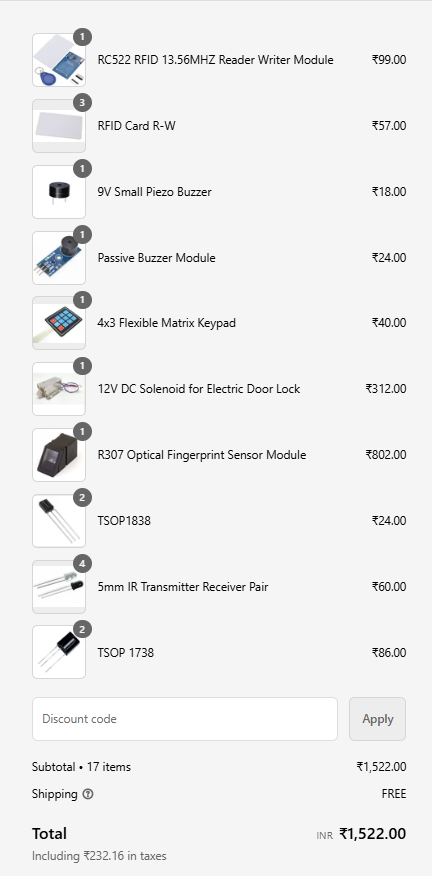 1
RC522 RFID 13.56MHZ Reader Writer Module ₹99.00
3
RFID Card R-W ₹57.00
1
9V Small Piezo Buzzer ₹18.00
1
Passive Buzzer Module ₹24.00
1
4x3 Flexible Matrix Keypad ₹40.00
1
12V DC Solenoid for Electric Door Lock ₹312.00
1
R307 Optical Fingerprint Sensor Module ₹802.00
2
TSOP1838 ₹24.00
4
5mm IR Transmitter Receiver Pair ₹60.00
2
TSOP 1738 ₹86.00
Discount code Apply
Subtotal • 17 items ₹1,522.00
Shipping ? FREE
Total INR ₹1,522.00
Including ₹232.16 in taxes